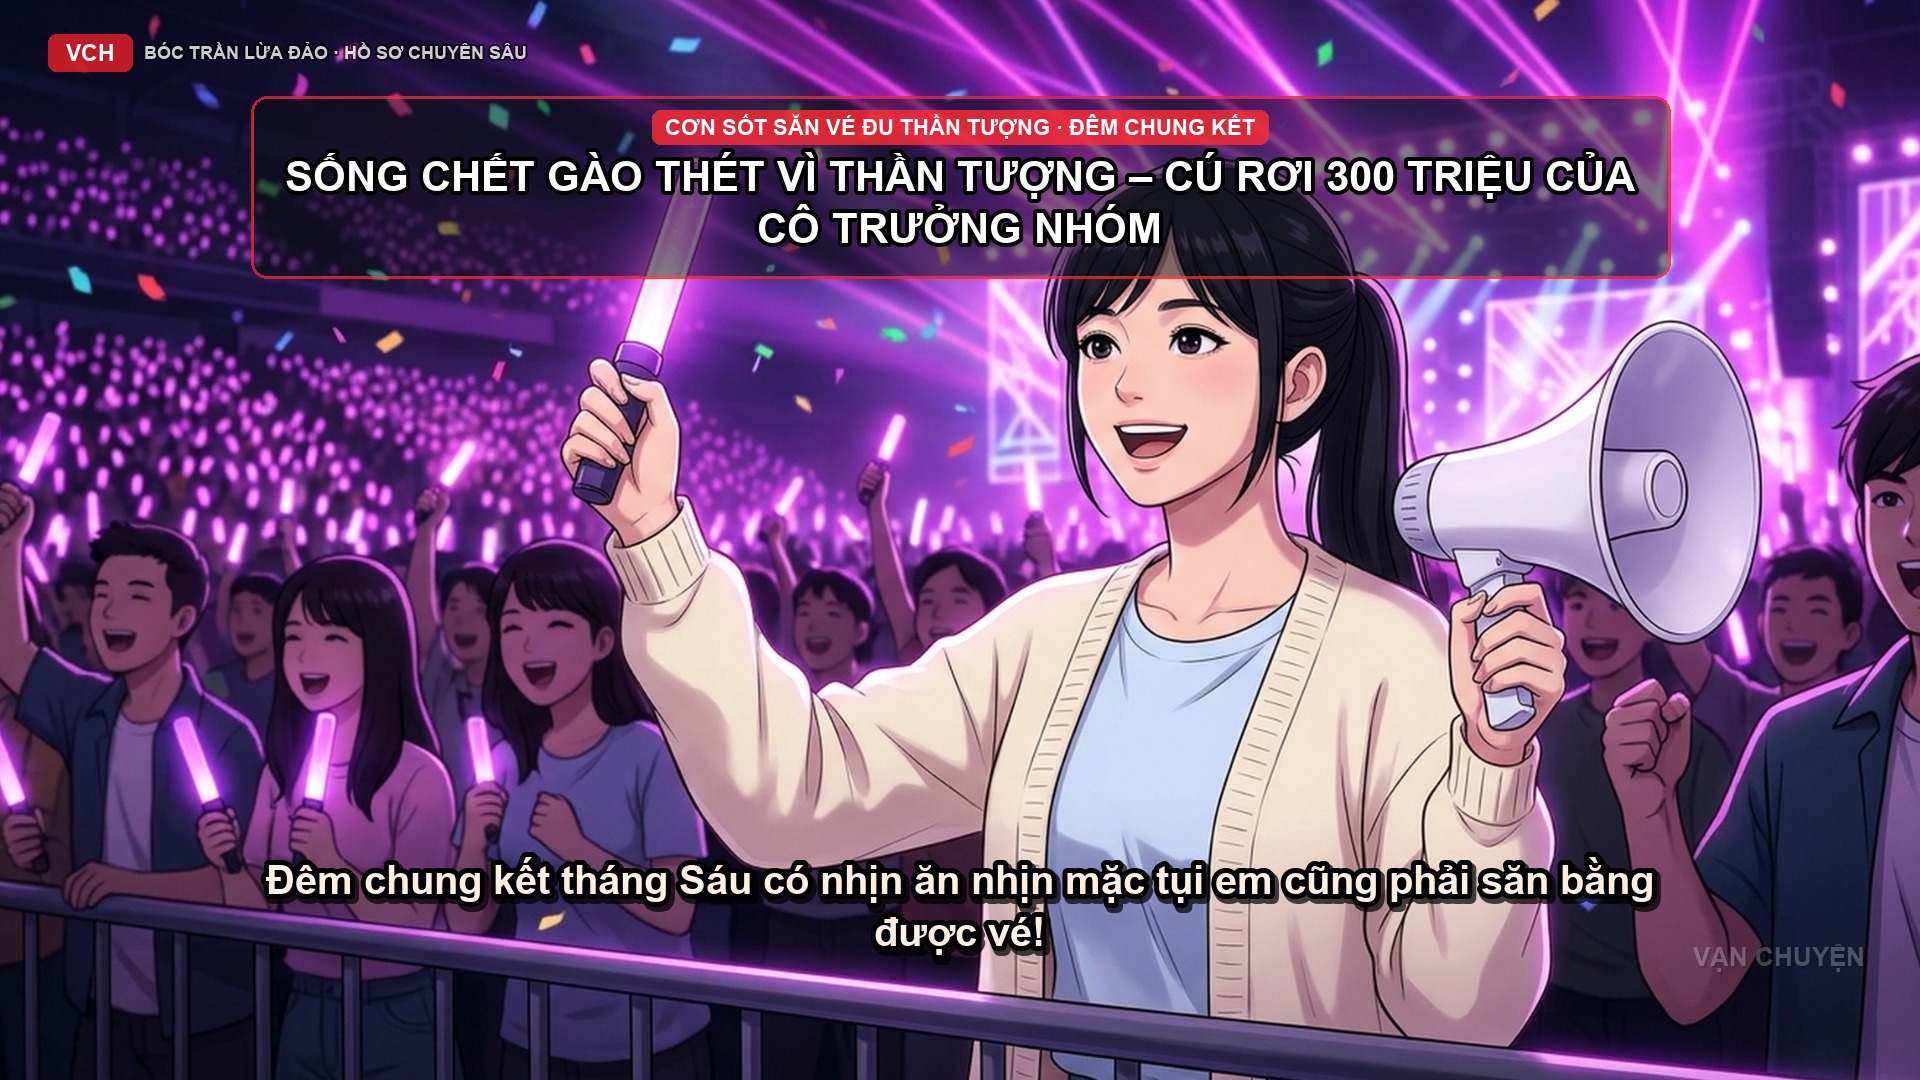 VCH
BÓC TRẦN LỪA ĐẢO · HỒ SƠ CHUYÊN SÂU
CƠN SỐT SĂN VÉ ĐU THẦN TƯỢNG · ĐÊM CHUNG KẾT
SỐNG CHẾT GÀO THÉT VÌ THẦN TƯỢNG – CÚ RƠI 300 TRIỆU CỦA
CÔ TRƯỞNG NHÓM
Đêm chung kết tháng Sáu có nhịn ăn nhịn mặc tụi em cũng phải săn bằng
được vé!
VẠN CHUYỆN